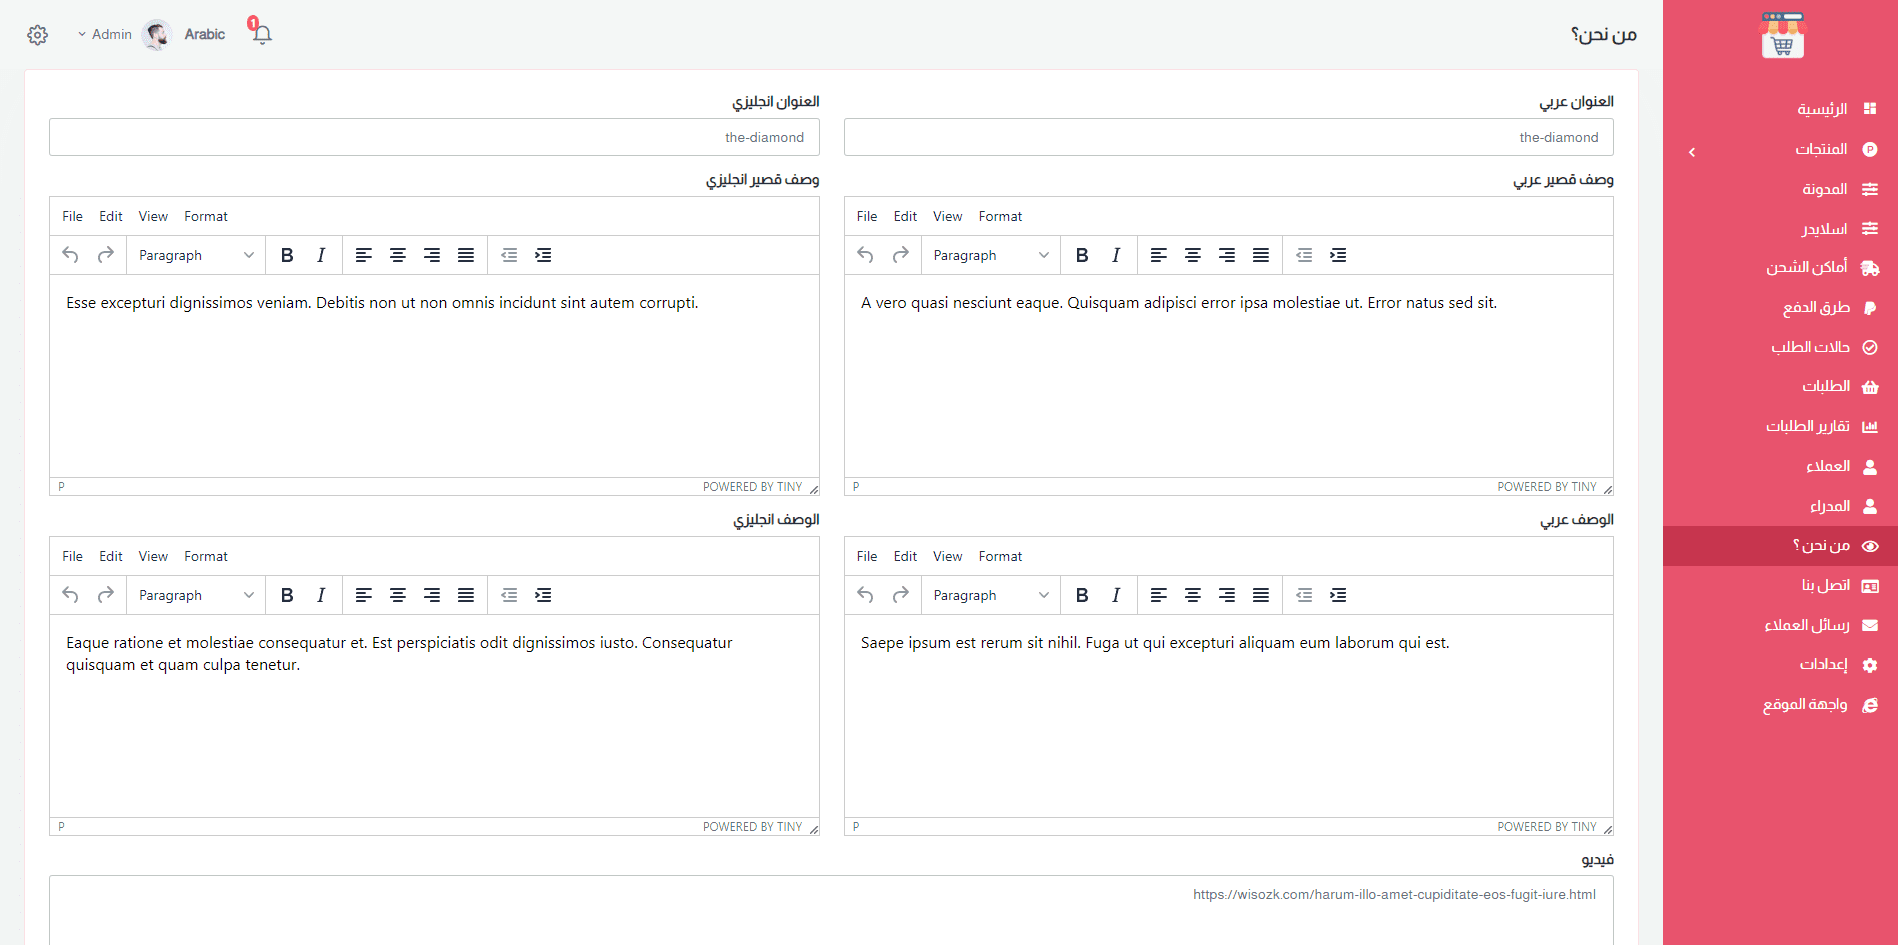 من نحن؟
1
Arabic
Admin
الرئيسية
المنتجات
المدونة
اسلايدر
أماكن الشحن
طرق الدفع
حالات الطلب
الطلبات
تقارير الطلبات
العملاء
المدراء
من نحن ؟
اتصل بنا
رسائل العملاء
إعدادات
واجهة الموقع
العنوان عربي
the-diamond
العنوان انجليزي
the-diamond
وصف قصير عربي
File Edit View Format
Paragraph B I
A vero quasi nesciunt eaque. Quisquam adipisci error ipsa molestiae ut. Error natus sed sit.
P POWERED BY TINY
وصف قصير انجليزي
File Edit View Format
Paragraph B I
Esse excepturi dignissimos veniam. Debitis non ut non omnis incidunt sint autem corrupti.
P POWERED BY TINY
الوصف عربي
File Edit View Format
Paragraph B I
Saepe ipsum est rerum sit nihil. Fuga ut qui excepturi aliquam eum laborum qui est.
P POWERED BY TINY
الوصف انجليزي
File Edit View Format
Paragraph B I
Eaque ratione et molestiae consequatur et. Est perspiciatis odit dignissimos iusto. Consequatur
quisquam et quam culpa tenetur.
P POWERED BY TINY
فيديو
https://wisozk.com/harum-illo-amet-cupiditate-eos-fugit-iure.html